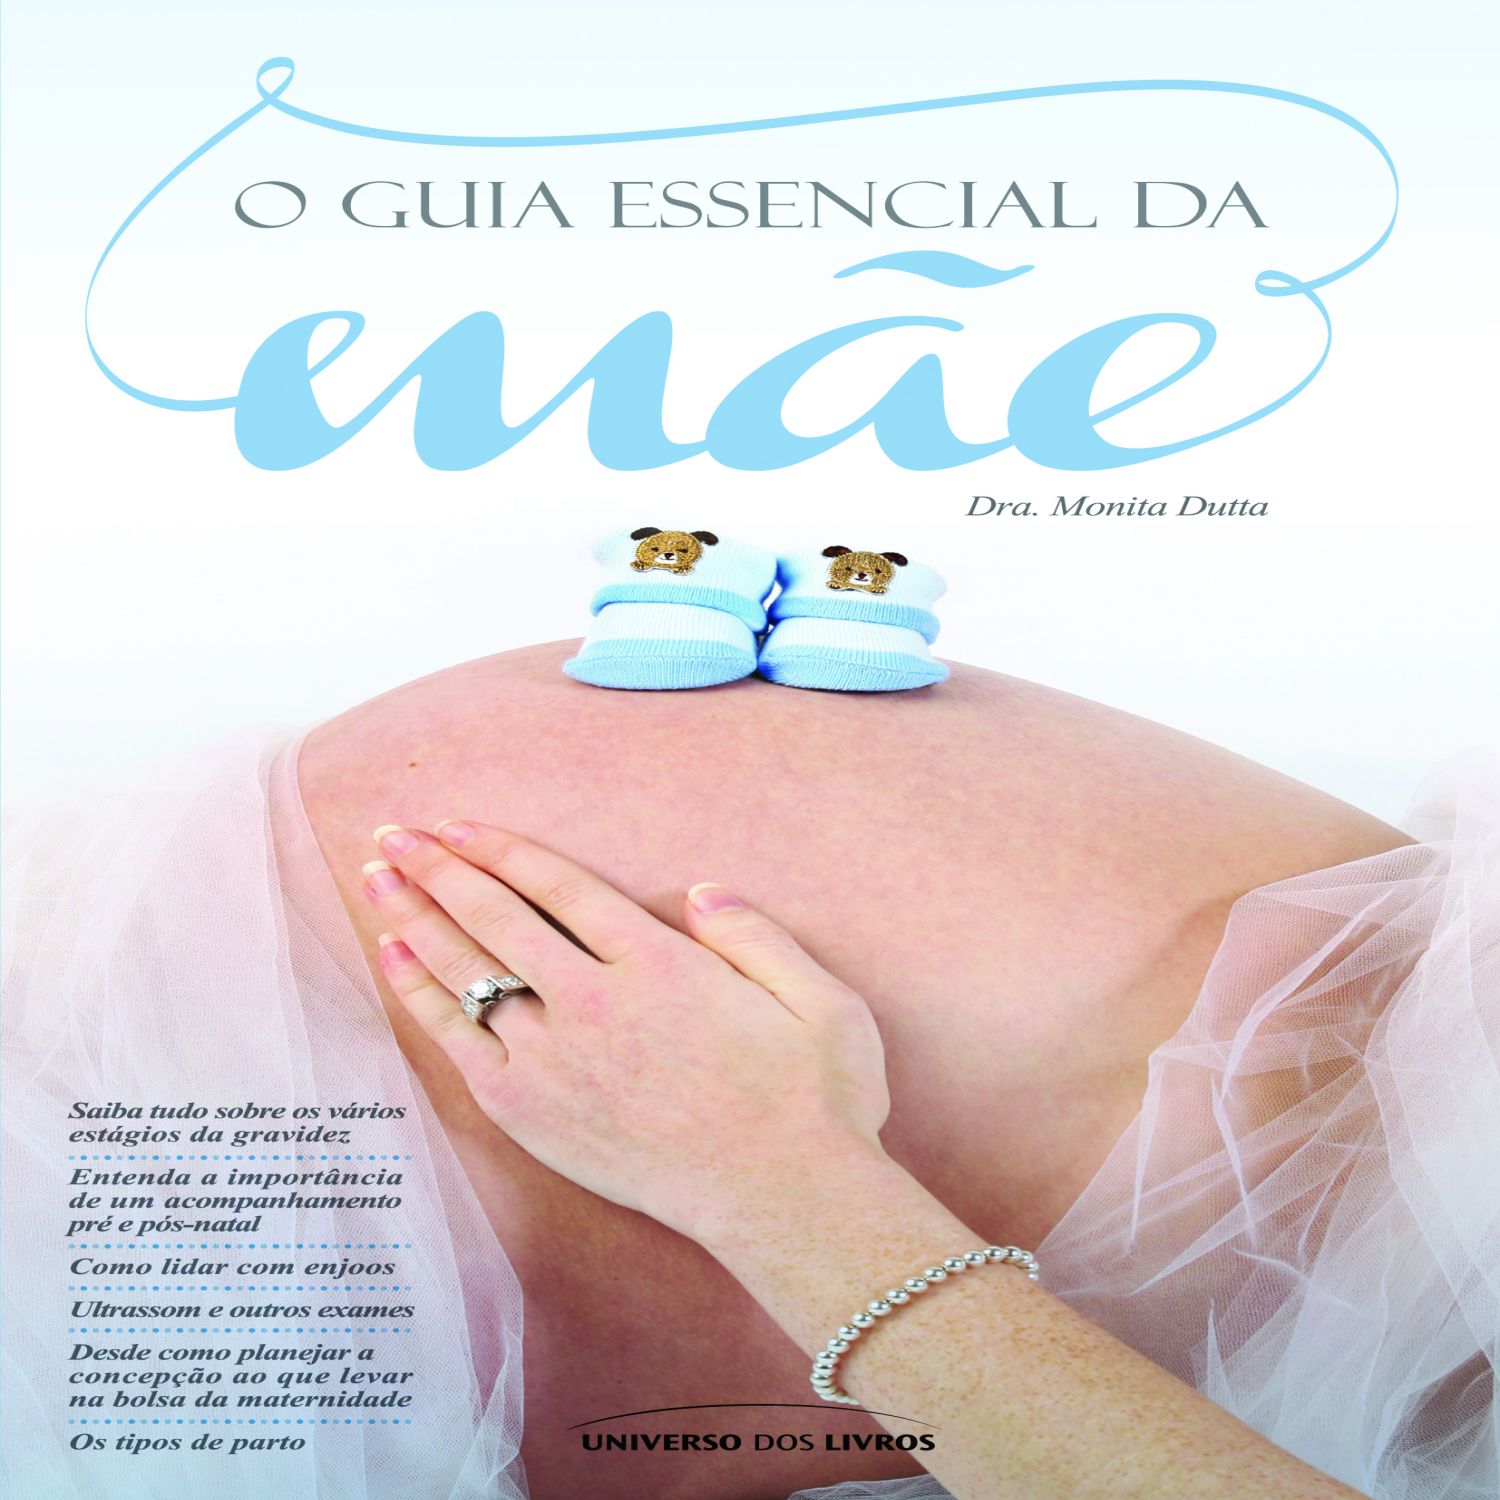 O GUIA ESSENCIAL DA
mãe
Dra. Monita Dutta
Saiba tudo sobre os vários
estágios da gravidez
Entenda a importância
de um acompanhamento
pré e pós-natal
Como lidar com enjoos
Ultrassom e outros exames
Desde como planejar a
concepção ao que levar
na bolsa da maternidade
Os tipos de parto
UNIVERSO DOS LIVROS